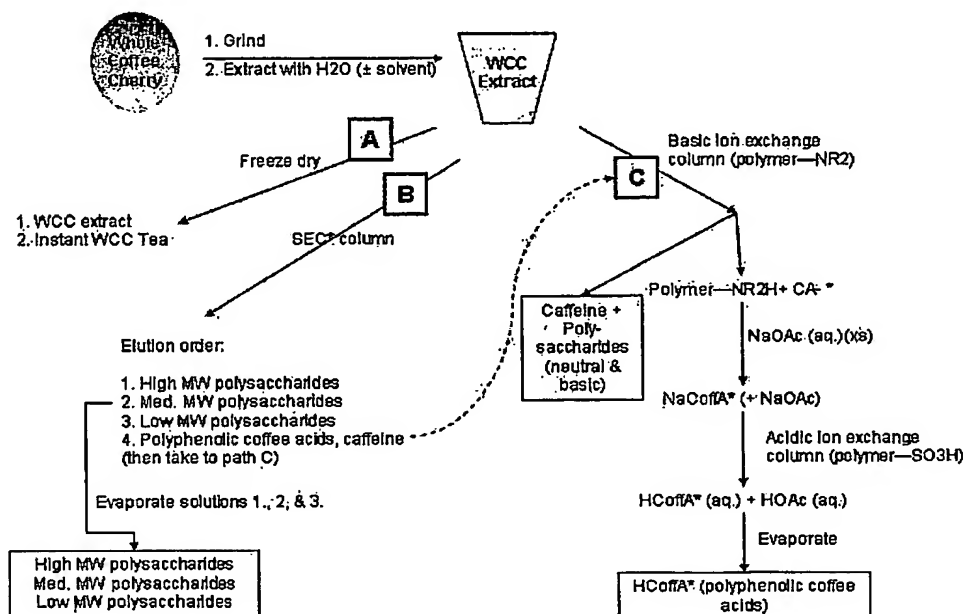 Whole
Coffee
Cherry
1. Grind
2. Extract with H2O (± solvent)
WCC
Extract
A
Freeze dry
B
C
Basic Ion exchange
column (polymer—NR2)
1. WCC extract
2. Instant WCC Tea
SEC* column
Elution order:
1. High MW polysaccharides
2. Med. MW polysaccharides
3. Low MW polysaccharides
4. Polyphenolic coffee acids, caffeine
(then take to path C)
Evaporate solutions 1., 2, & 3.
High MW polysaccharides
Med. MW polysaccharides
Low MW polysaccharides
Caffeine +
Poly-
saccharides
(neutral &
basic)
Polymer—NR2H+ CA- *
NaOAc (aq.)(xs)
NaCoffA* (+ NaOAc)
Acidic Ion exchange
column (polymer—SO3H)
HCoffA* (aq.) + HOAc (aq.)
Evaporate
HCoffA* (polyphenolic coffee
acids)